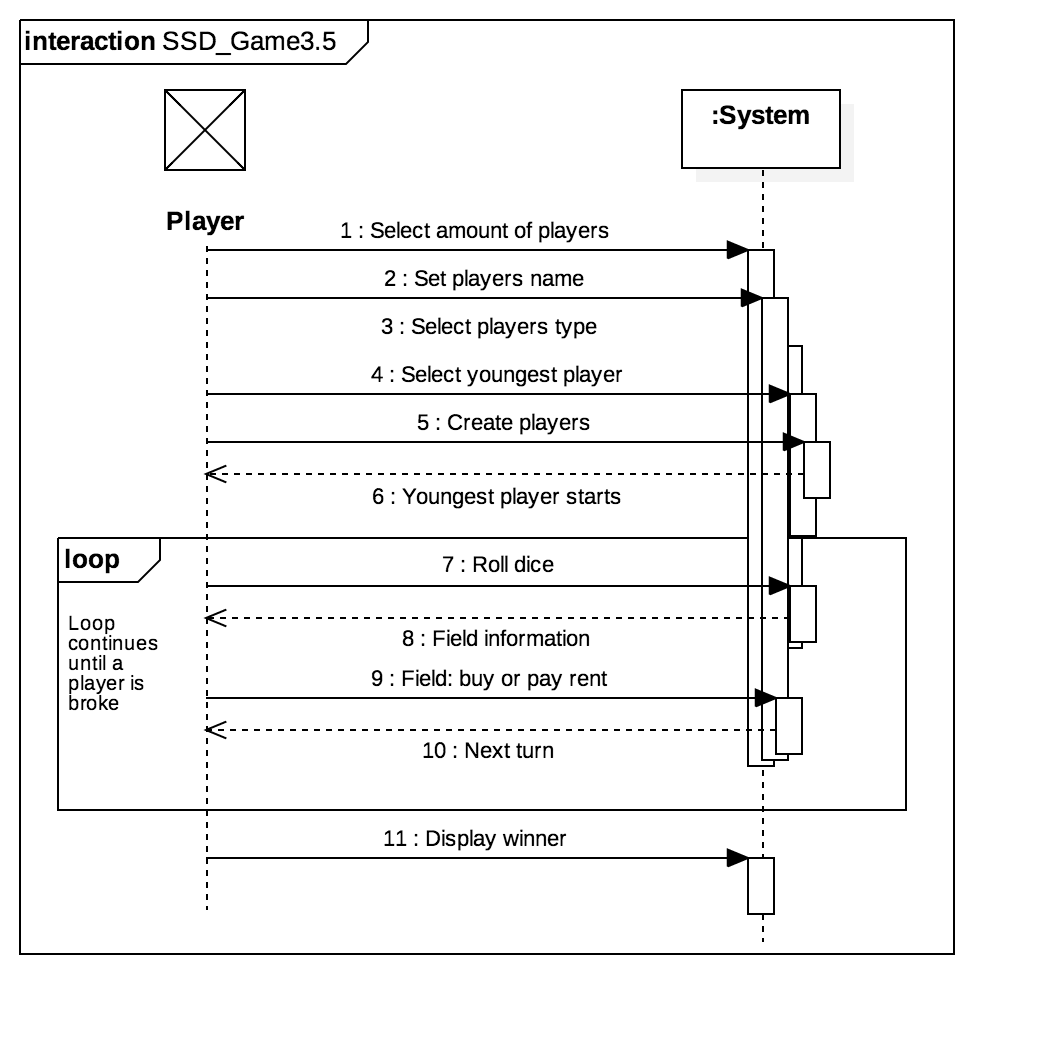 interaction SSD_Game3.5
:System
Player
1 : Select amount of players
2 : Set players name
3 : Select players type
4 : Select youngest player
5 : Create players
6 : Youngest player starts
loop
7 : Roll dice
Loop
continues
until a
player is
broke
8 : Field information
9 : Field: buy or pay rent
10 : Next turn
11 : Display winner